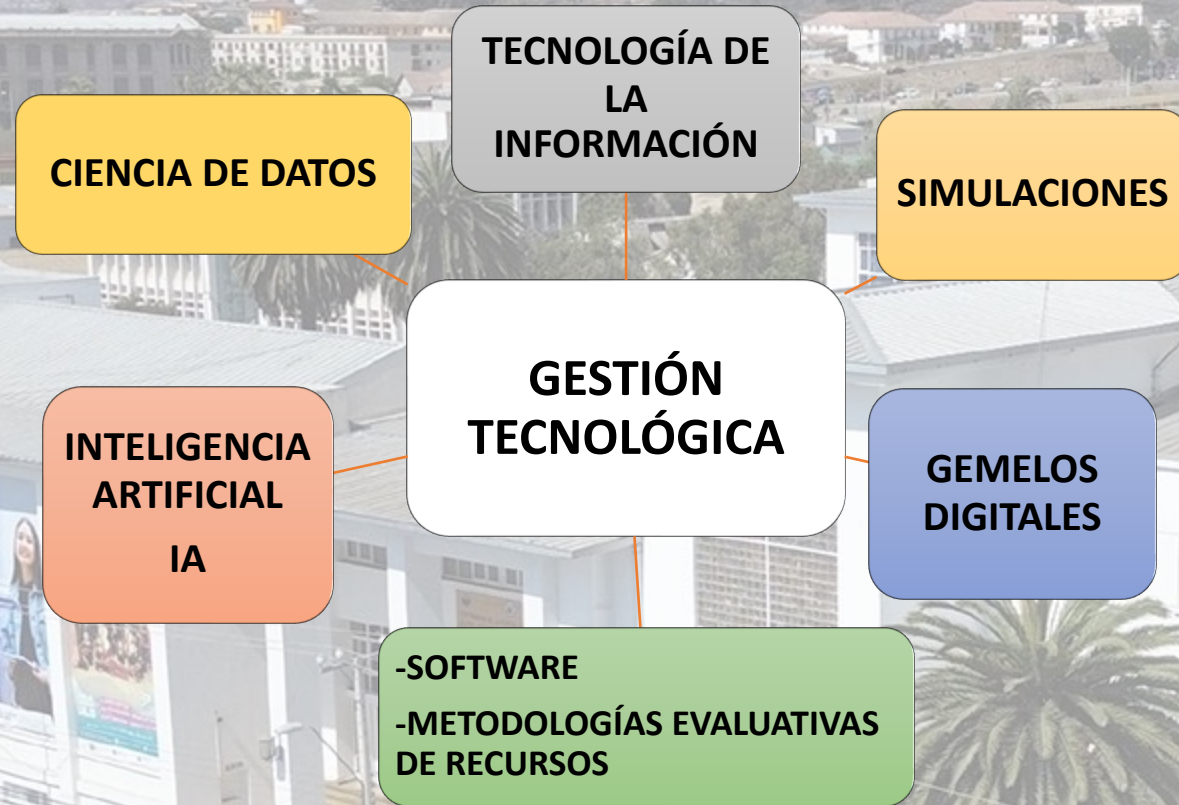 TECNOLOGÍA DE
LA
INFORMACIÓN
CIENCIA DE DATOS
SIMULACIONES
GESTIÓN
TECNOLÓGICA
INTELIGENCIA
ARTIFICIAL
IA
GEMELOS
DIGITALES
-SOFTWARE
-METODOLOGÍAS EVALUATIVAS
DE RECURSOS